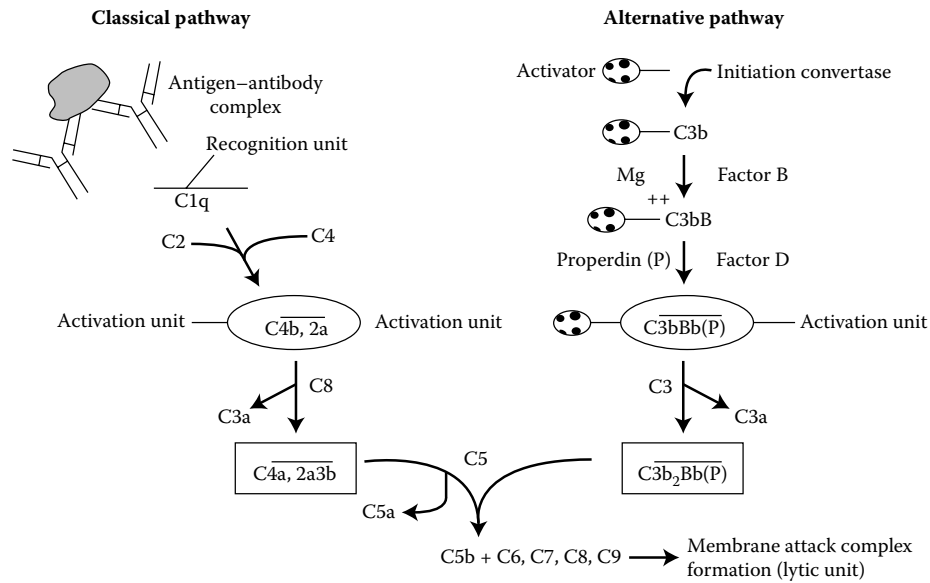 Classical pathway
Antigen–antibody
complex
Recognition unit
C1q
C2
C4
Activation unit
C4b, 2a
Activation unit
C8
C3a
C4a, 2a3b
Alternative pathway
Activator
Initiation convertase
C3b
Mg
++
Factor B
C3bB
Properdin (P)
Factor D
C3bBb(P)
Activation unit
C3
C3a
C3b₂Bb(P)
C5
C5a
C5b + C6, C7, C8, C9
Membrane attack complex
formation (lytic unit)